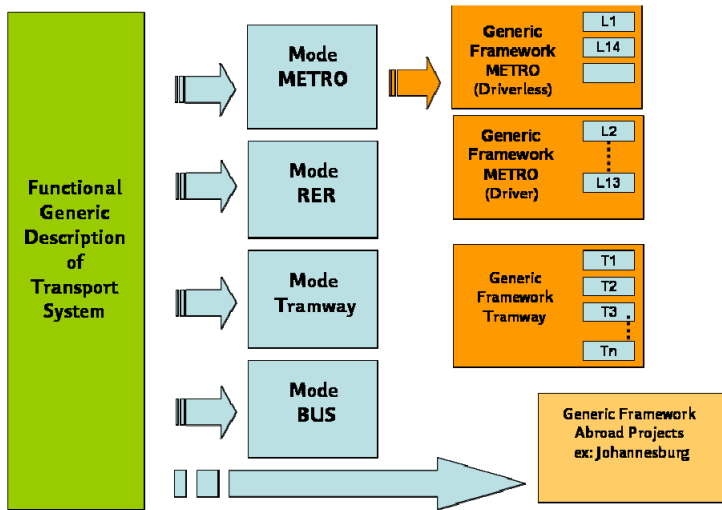 Functional
Generic
Description
of
Transport
System
Mode
METRO
Mode
RER
Mode
Tramway
Mode
BUS
Generic
Framework
METRO
(Driverless)
L1
L14
Generic
Framework
METRO
(Driver)
L2
L13
Generic
Framework
Tramway
T1
T2
T3
Tn
Generic Framework
Abroad Projects
ex: Johannesburg